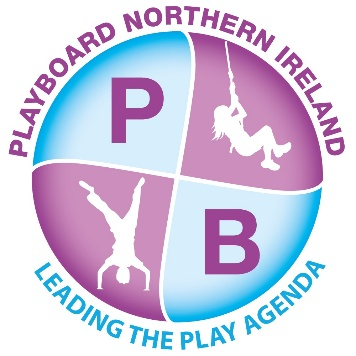 PLAYBOARD NORTHERN IRELAND
P
B
LEADING THE PLAY AGENDA